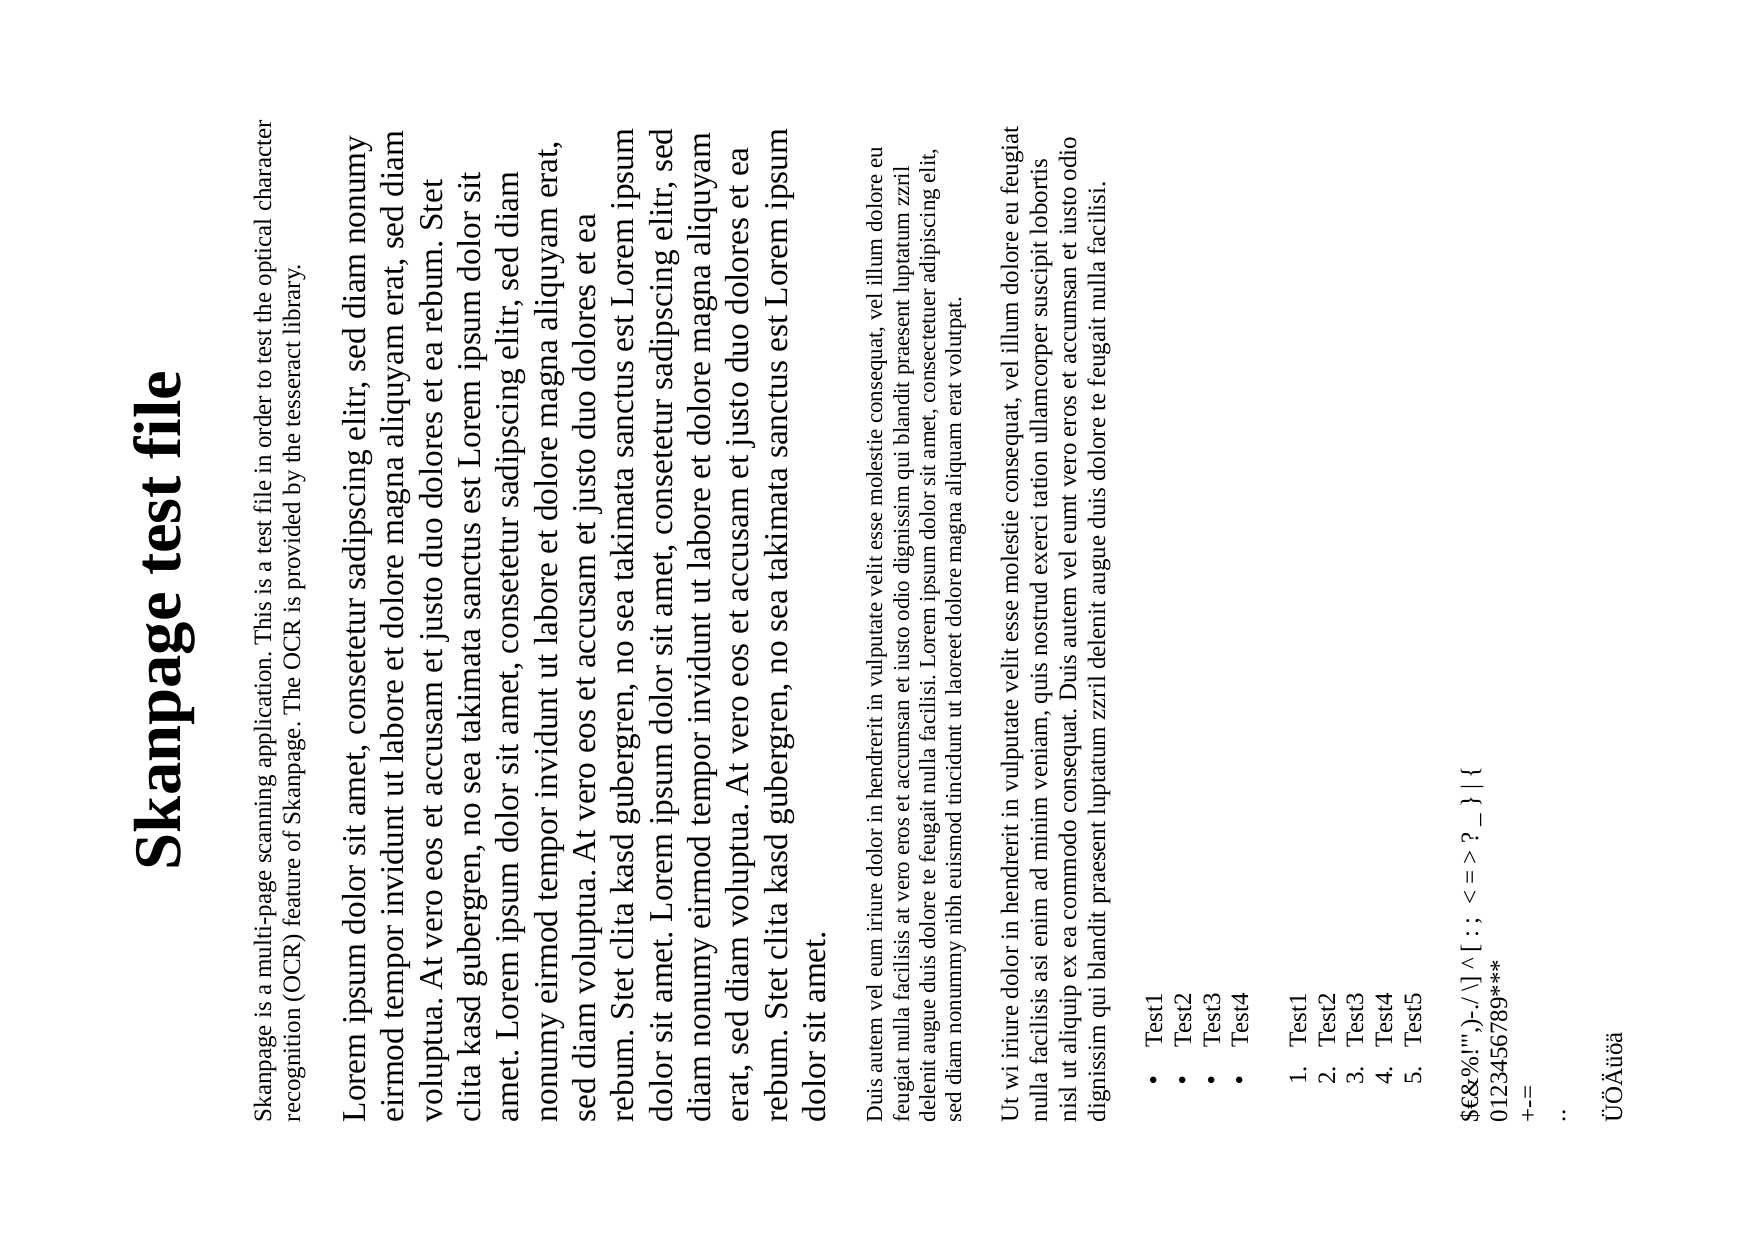 Skanpage test file
Skanpage is a multi-page scanning application. This is a test file in order to test the optical character
recognition (OCR) feature of Skanpage. The OCR is provided by the tesseract library.
Lorem ipsum dolor sit amet, consetetur sadipscing elitr, sed diam nonumy
eirmod tempor invidunt ut labore et dolore magna aliquyam erat, sed diam
voluptua. At vero eos et accusam et justo duo dolores et ea rebum. Stet
clita kasd gubergren, no sea takimata sanctus est Lorem ipsum dolor sit
amet. Lorem ipsum dolor sit amet, consetetur sadipscing elitr, sed diam
nonumy eirmod tempor invidunt ut labore et dolore magna aliquyam erat,
sed diam voluptua. At vero eos et accusam et justo duo dolores et ea
rebum. Stet clita kasd gubergren, no sea takimata sanctus est Lorem ipsum
dolor sit amet. Lorem ipsum dolor sit amet, consetetur sadipscing elitr, sed
diam nonumy eirmod tempor invidunt ut labore et dolore magna aliquyam
erat, sed diam voluptua. At vero eos et accusam et justo duo dolores et ea
rebum. Stet clita kasd gubergren, no sea takimata sanctus est Lorem ipsum
dolor sit amet.
Duis autem vel eum iriure dolor in hendrerit in vulputate velit esse molestie consequat, vel illum dolore eu
feugiat nulla facilisis at vero eros et accumsan et iusto odio dignissim qui blandit praesent luptatum zzril
delenit augue duis dolore te feugait nulla facilisi. Lorem ipsum dolor sit amet, consectetuer adipiscing elit,
sed diam nonummy nibh euismod tincidunt ut laoreet dolore magna aliquam erat volutpat.
Ut wi iriure dolor in hendrerit in vulputate velit esse molestie consequat, vel illum dolore eu feugiat
nulla facilisis asi enim ad minim veniam, quis nostrud exerci tation ullamcorper suscipit lobortis
nisl ut aliquip ex ea commodo consequat. Duis autem vel eumt vero eros et accumsan et iusto odio
dignissim qui blandit praesent luptatum zzril delenit augue duis dolore te feugait nulla facilisi.
• Test1
• Test2
• Test3
• Test4
1. Test1
2. Test2
3. Test3
4. Test4
5. Test5
$€&%!'",)-./ \] ^ [ : ; < = > ? _ } | {
0123456789***
+-=
..
ÜÖÄüöä